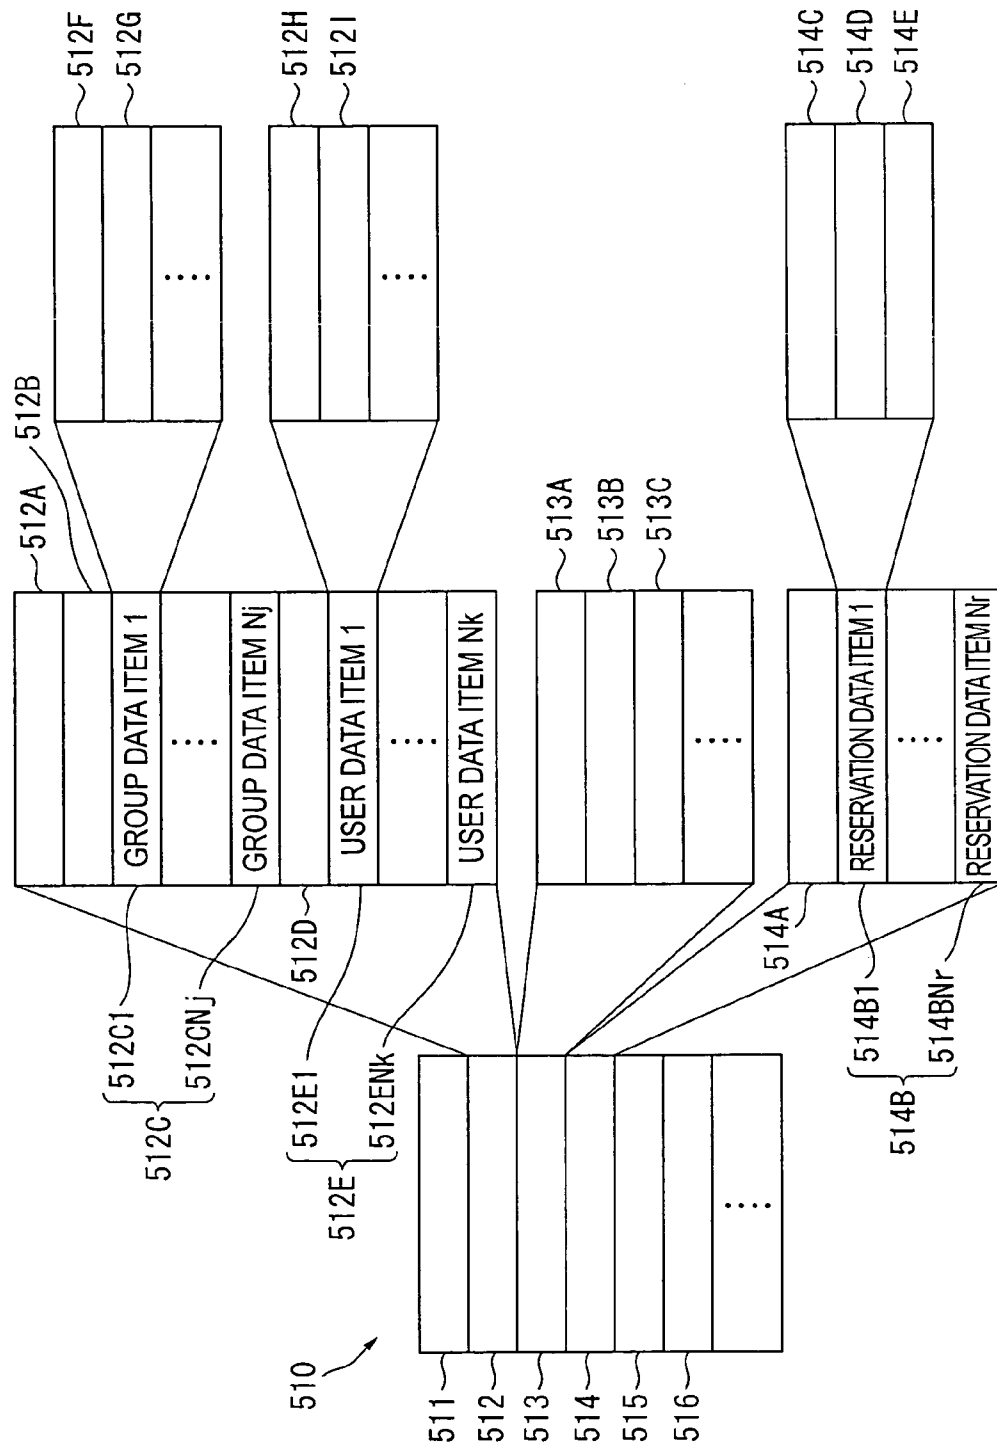 510
511
512
513
514
515
516
....
512C
512C1
512CNj
512E
512E1
512ENk
512D
514A
514B
514B1
514BNr
512A
512B
GROUP DATA ITEM 1
....
GROUP DATA ITEM Nj
USER DATA ITEM 1
....
USER DATA ITEM Nk
513A
513B
513C
....
RESERVATION DATA ITEM 1
....
RESERVATION DATA ITEM Nr
512F
512G
....
512H
512I
....
514C
514D
514E